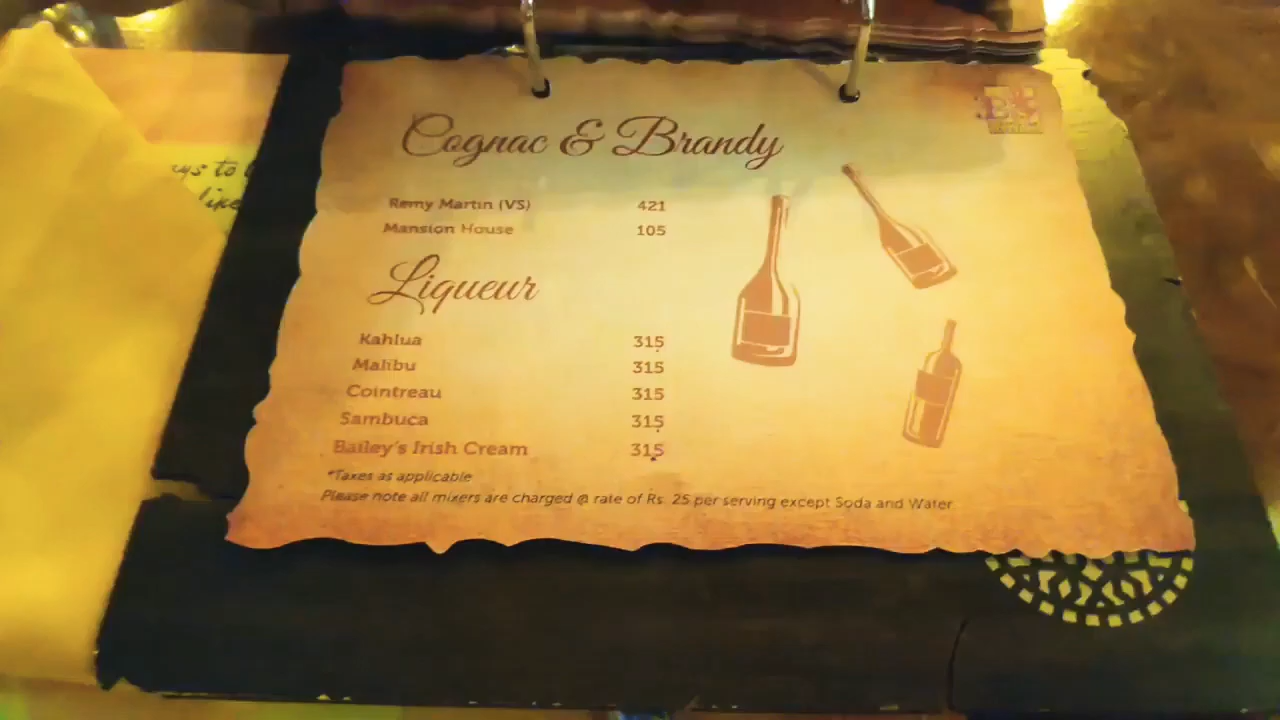 Cognac & Brandy
Remy Martin (VS) 421
Mansion House 105
Liqueur
Kahlua 315
Malibu 315
Cointreau 315
Sambuca 315
Bailey's Irish Cream 315
*Taxes as applicable
Please note all mixers are charged @ rate of Rs. 25 per serving except Soda and Water
to
like